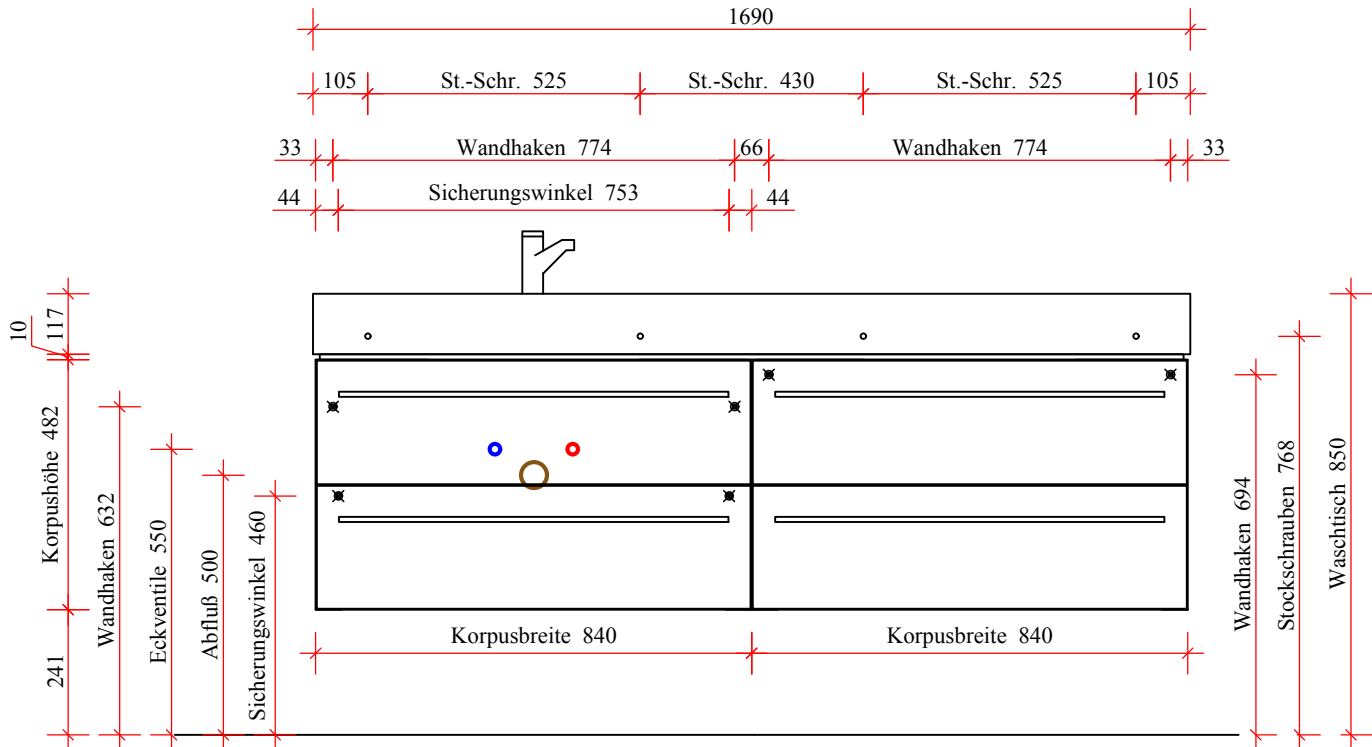 1690
105 St.-Schr. 525 St.-Schr. 430 St.-Schr. 525 105
33 Wandhaken 774 66 Wandhaken 774 33
44 Sicherungswinkel 753 44
10
117
Korpushöhe 482
241
Wandhaken 632
Eckventile 550
Abfluß 500
Sicherungswinkel 460
Wandhaken 694
Stockschrauben 768
Waschtisch 850
Korpusbreite 840 Korpusbreite 840